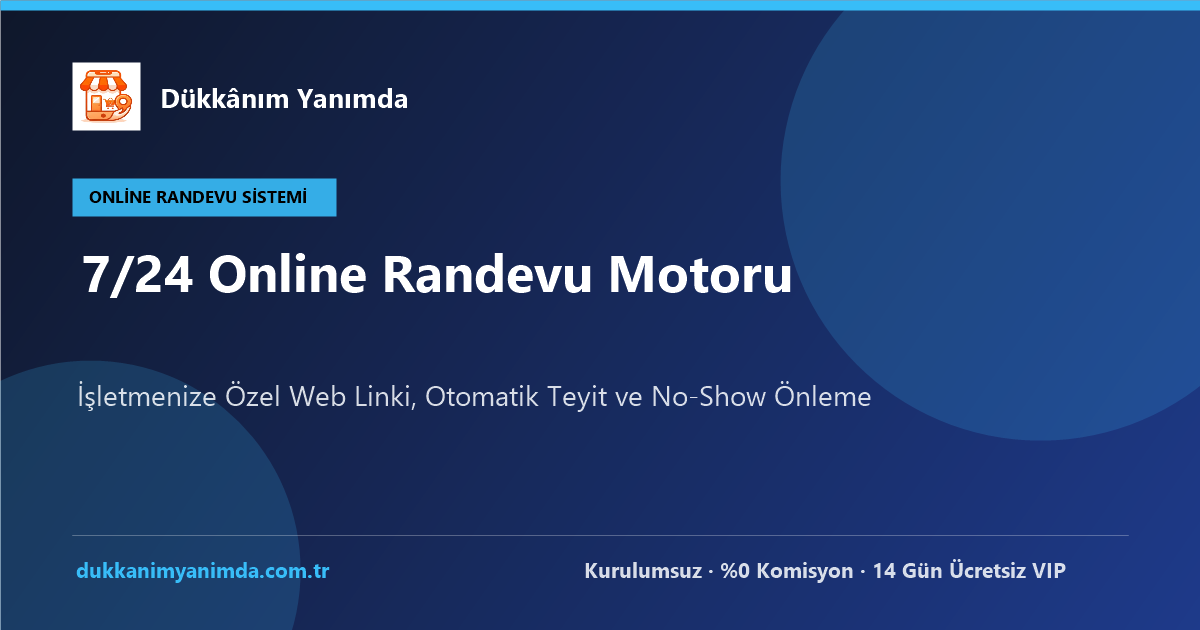 Dükkânım Yanımda
ONLİNE RANDEVU SİSTEMİ
7/24 Online Randevu Motoru
İşletmenize Özel Web Linki, Otomatik Teyit ve No-Show Önleme
dukkanimyanimda.com.tr
Kurulumsuz · %0 Komisyon · 14 Gün Ücretsiz VIP